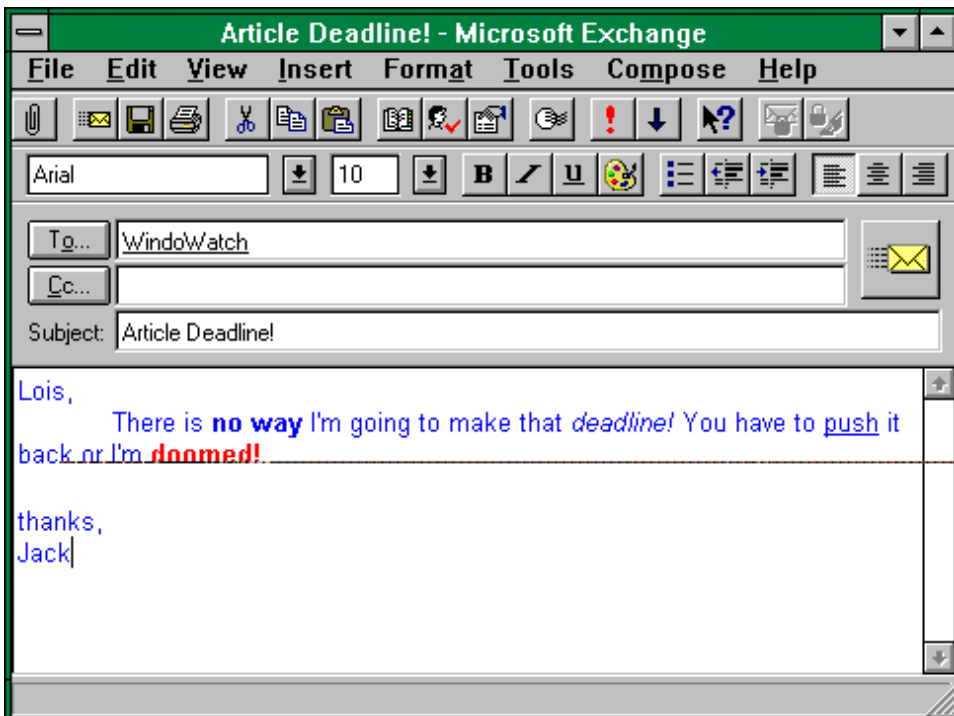 Article Deadline! - Microsoft Exchange
File Edit View Insert Format Tools Compose Help
Arial 10 B I U
To... WindoWatch
Cc...
Subject: Article Deadline!
Lois,
There is no way I'm going to make that deadline! You have to push it
back or I'm doomed!
thanks,
Jack